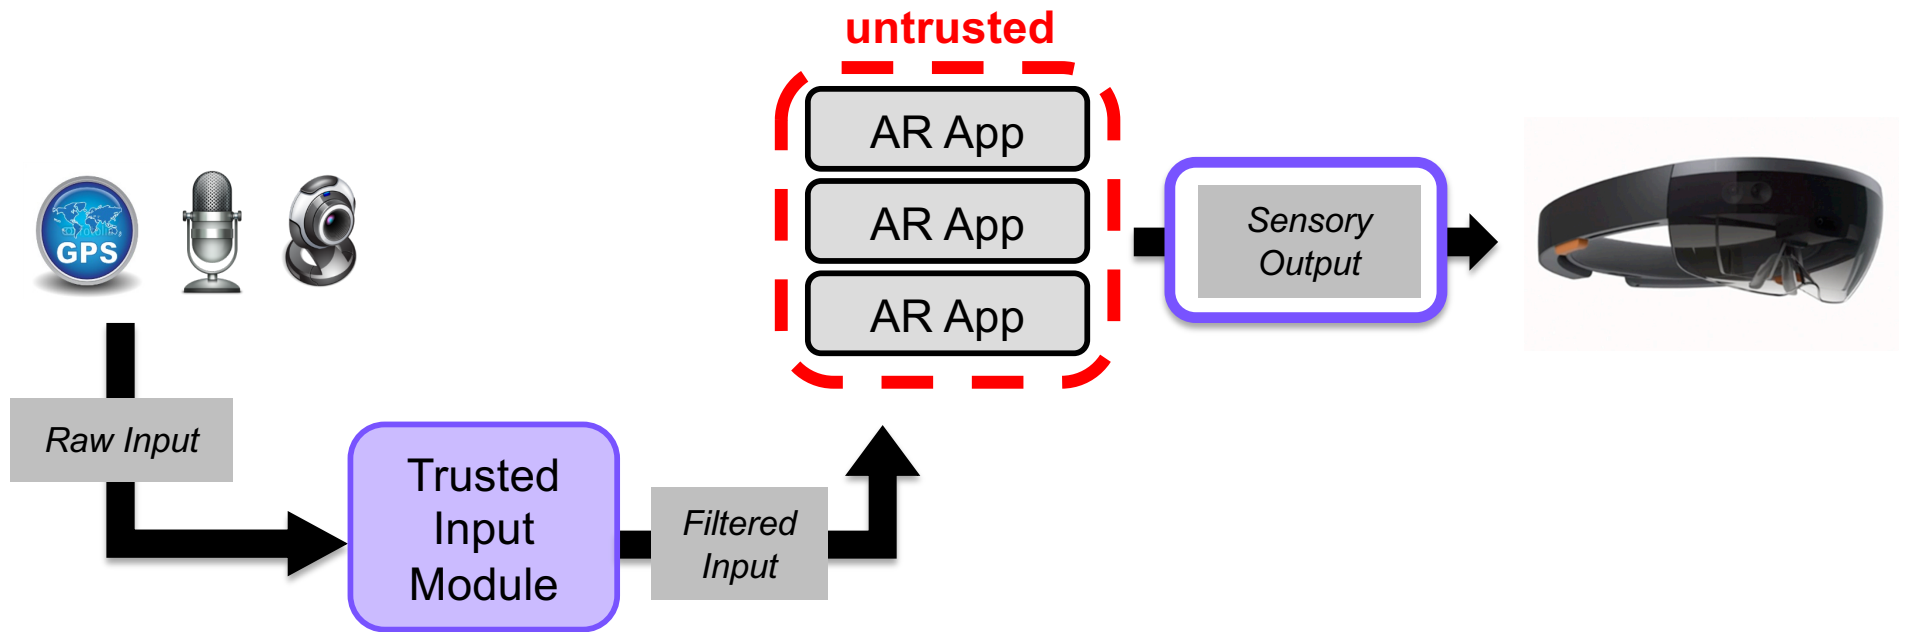 untrusted
AR App
AR App
AR App
GPS
Sensory
Output
Raw Input
Trusted
Input
Module
Filtered
Input